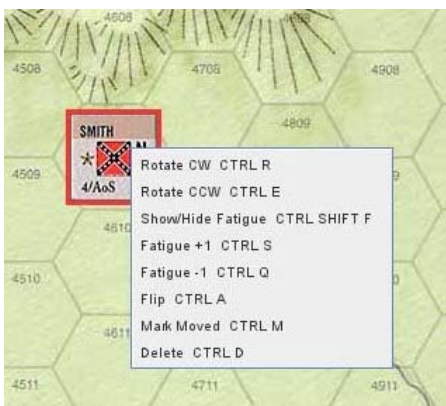 4608
4508
4708
4908
4809
SMITH
N
4/AoS
4509
9
Rotate CW CTRL R
Rotate CCW CTRL E
Show/Hide Fatigue CTRL SHIFT F
Fatigue +1 CTRL S
Fatigue -1 CTRL Q
Flip CTRL A
Mark Moved CTRL M
Delete CTRL D
4610
4510
0
4611
4511
4711
4911